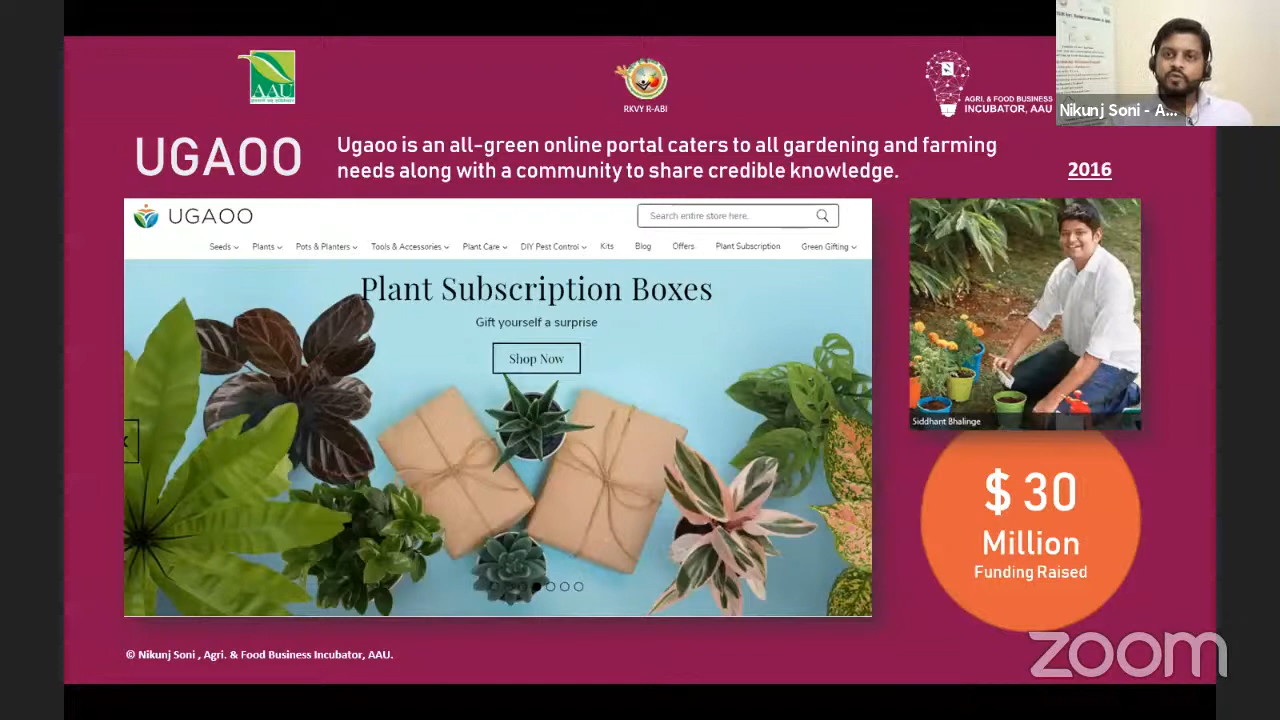 AAU
RKVY R-ABI
AGRI. & FOOD BUSINESS
INCUBATOR, AAU
Nikunj Soni - A...
UGAOO
Ugaoo is an all-green online portal caters to all gardening and farming
needs along with a community to share credible knowledge.
2016
UGAOO
Search entire store here.
Seeds Plants Pots & Planters Tools & Accessories Plant Care DIY Pest Control Kits Blog Offers Plant Subscription Green Gifting
Plant Subscription Boxes
Gift yourself a surprise
Shop Now
Siddhant Bhalinge
$ 30
Million
Funding Raised
© Nikunj Soni , Agri. & Food Business Incubator, AAU.
zoom